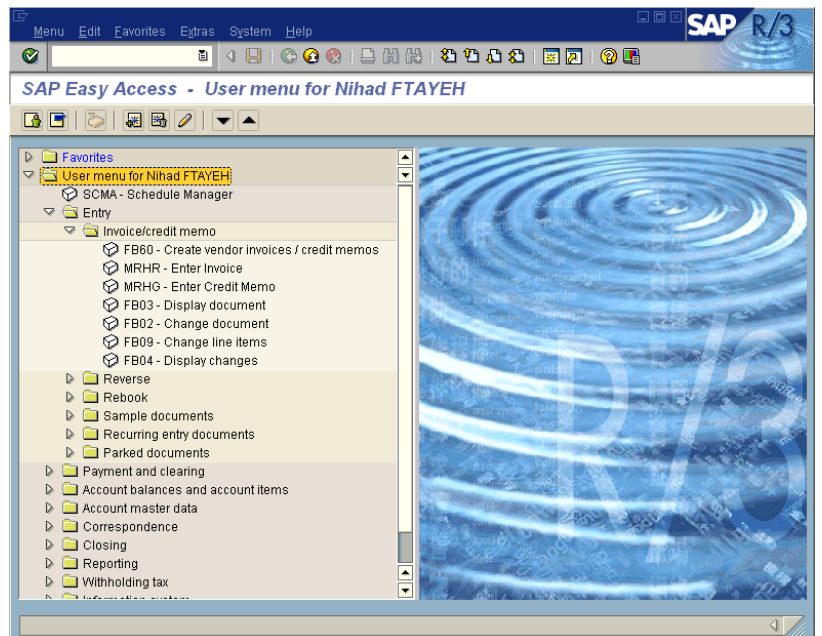 Menu Edit Favorites Extras System Help
SAP R/3
SAP Easy Access - User menu for Nihad FTAYEH
Favorites
User menu for Nihad FTAYEH
SCMA - Schedule Manager
Entry
Invoice/credit memo
FB60 - Create vendor invoices / credit memos
MRHR - Enter Invoice
MRHG - Enter Credit Memo
FB03 - Display document
FB02 - Change document
FB09 - Change line items
FB04 - Display changes
Reverse
Rebook
Sample documents
Recurring entry documents
Parked documents
Payment and clearing
Account balances and account items
Account master data
Correspondence
Closing
Reporting
Withholding tax
Information system
R/3